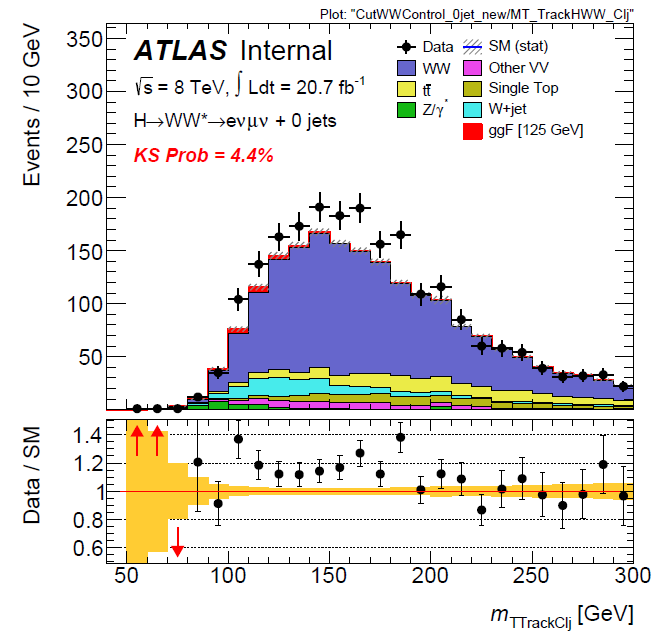 Plot: "CutWWControl_0jet_new/MT_TrackHWW_Clj"
ATLAS Internal
√s = 8 TeV, ∫ Ldt = 20.7 fb⁻¹
H→WW*→eνμν + 0 jets
KS Prob = 4.4%
Data
SM (stat)
WW
Other VV
tt̅
Single Top
Z/γ*
W+jet
ggF [125 GeV]
Events / 10 GeV
350
300
250
200
150
100
50
Data / SM
1.4
1.2
1
0.8
0.6
50 100 150 200 250 300
m_TTrackClj [GeV]